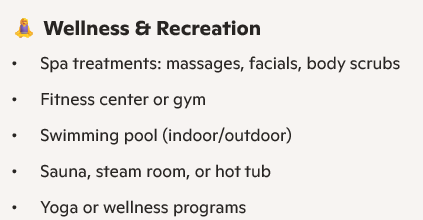 🧘 Wellness & Recreation
• Spa treatments: massages, facials, body scrubs
• Fitness center or gym
• Swimming pool (indoor/outdoor)
• Sauna, steam room, or hot tub
• Yoga or wellness programs